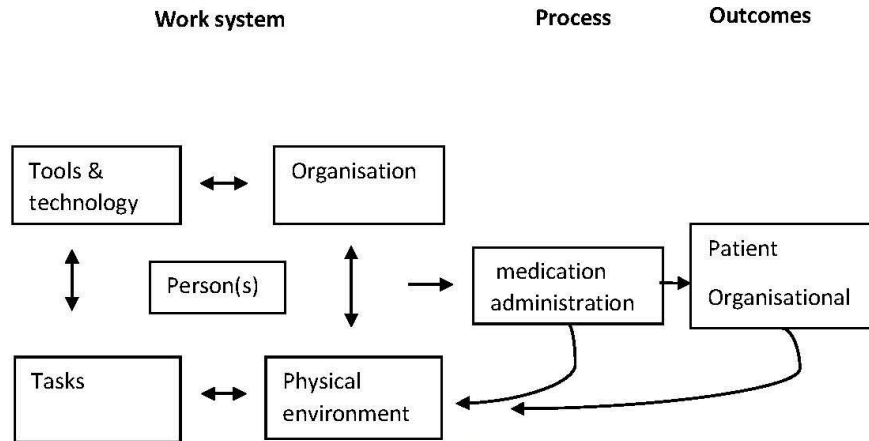 Work system
Process
Outcomes
Tools &
technology
Organisation
Person(s)
medication
administration
Patient
Organisational
Tasks
Physical
environment